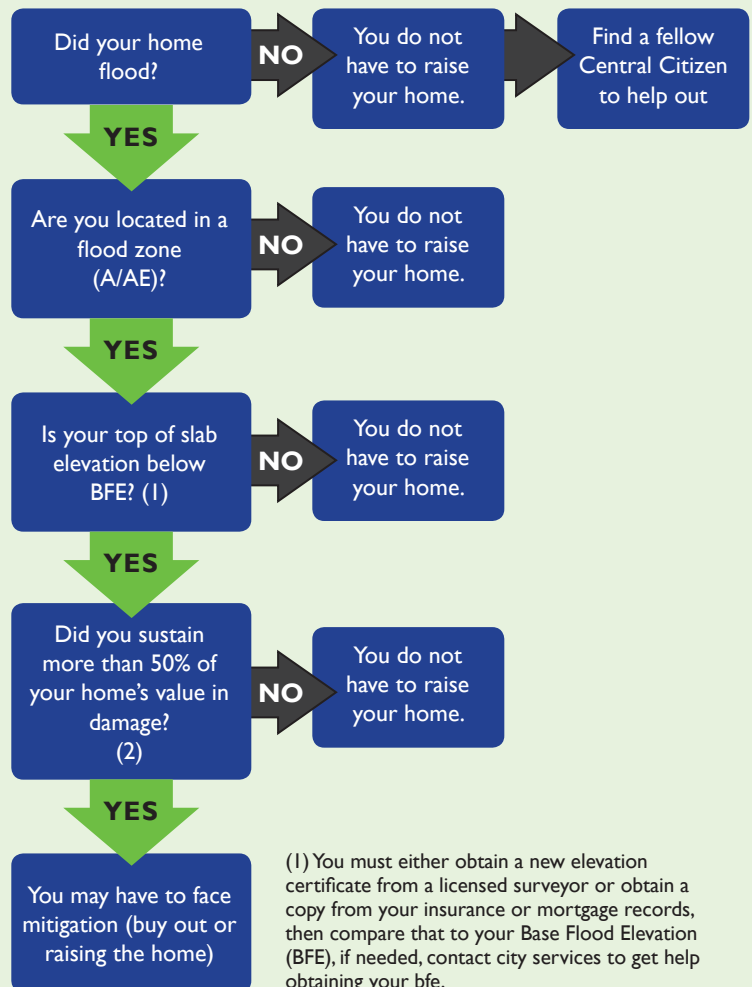 Did your home
flood?
NO
You do not
have to raise
your home.
Find a fellow
Central Citizen
to help out
YES
Are you located in a
flood zone
(A/AE)?
NO
You do not
have to raise
your home.
YES
Is your top of slab
elevation below
BFE? (1)
NO
You do not
have to raise
your home.
YES
Did you sustain
more than 50% of
your home's value in
damage?
(2)
NO
You do not
have to raise
your home.
YES
You may have to face
mitigation (buy out or
raising the home)
(1) You must either obtain a new elevation
certificate from a licensed surveyor or obtain a
copy from your insurance or mortgage records,
then compare that to your Base Flood Elevation
(BFE), if needed, contact city services to get help
obtaining your bfe.